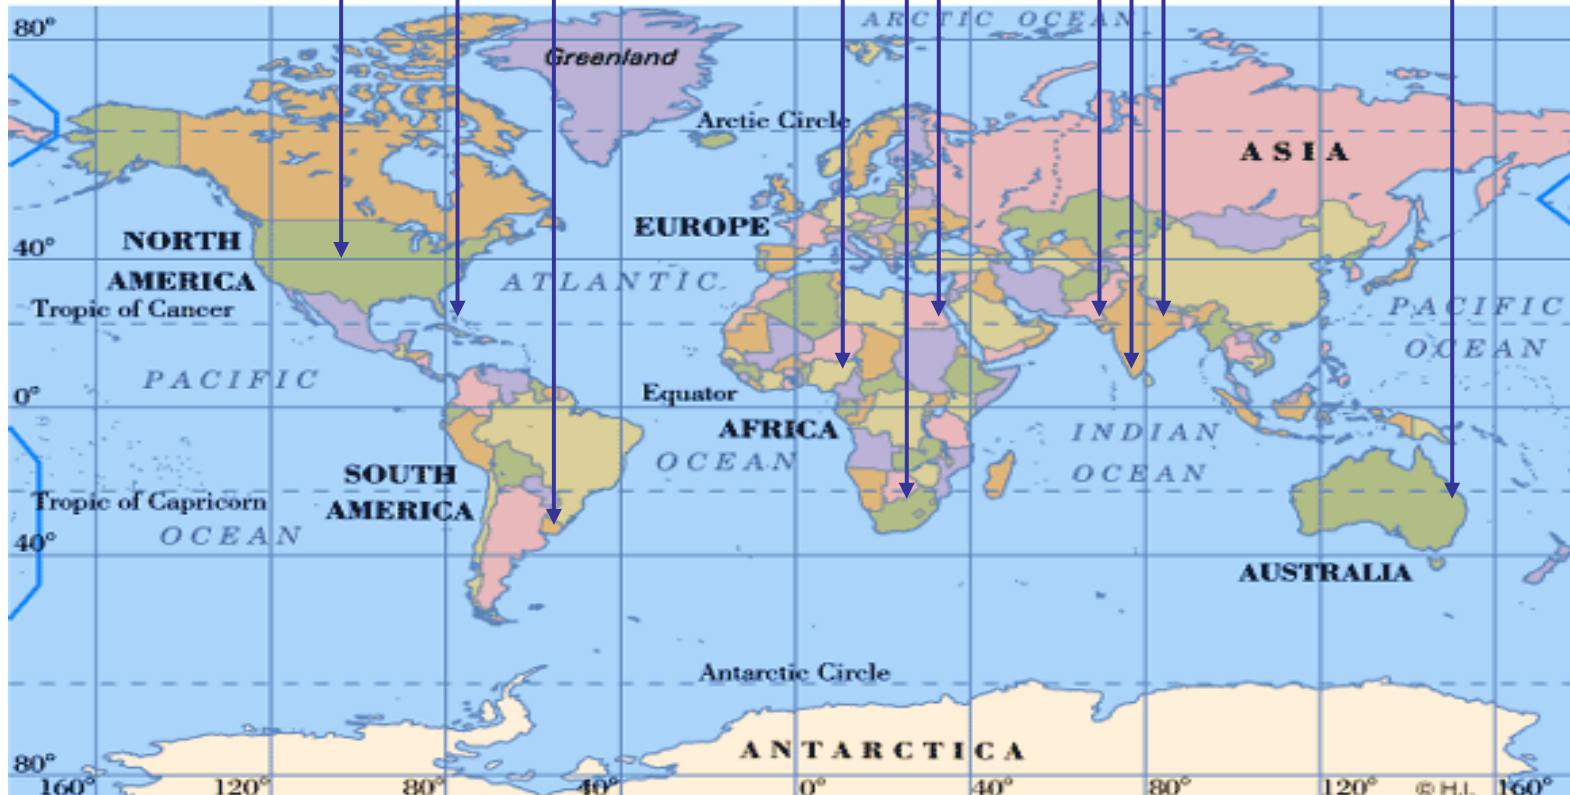 ARCTIC OCEAN
80°
Greenland
Arctic Circle
ASIA
EUROPE
NORTH
AMERICA
40°
ATLANTIC
Tropic of Cancer
PACIFIC
OCEAN
PACIFIC
Equator
0°
AFRICA
INDIAN
OCEAN
OCEAN
SOUTH
AMERICA
Tropic of Capricorn
OCEAN
40°
AUSTRALIA
Antarctic Circle
ANTARCTICA
80°
160° 120° 80° 40° 0° 40° 80° 120° © H.I. 160°